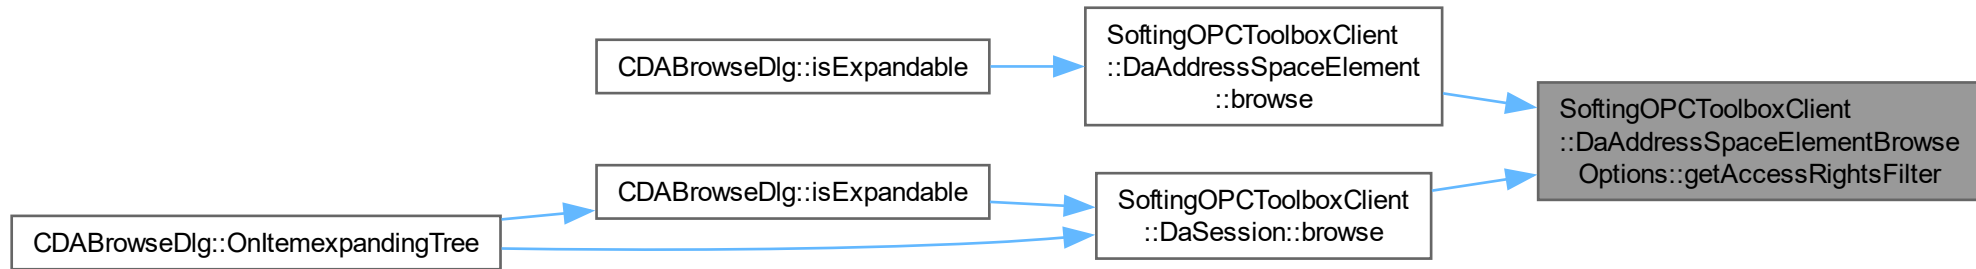 CDABrowseDlg::isExpandable
SoftingOPCToolboxClient
::DaAddressSpaceElement
::browse
SoftingOPCToolboxClient
::DaAddressSpaceElementBrowse
Options::getAccessRightsFilter
CDABrowseDlg::isExpandable
SoftingOPCToolboxClient
::DaSession::browse
CDABrowseDlg::OnItemexpandingTree